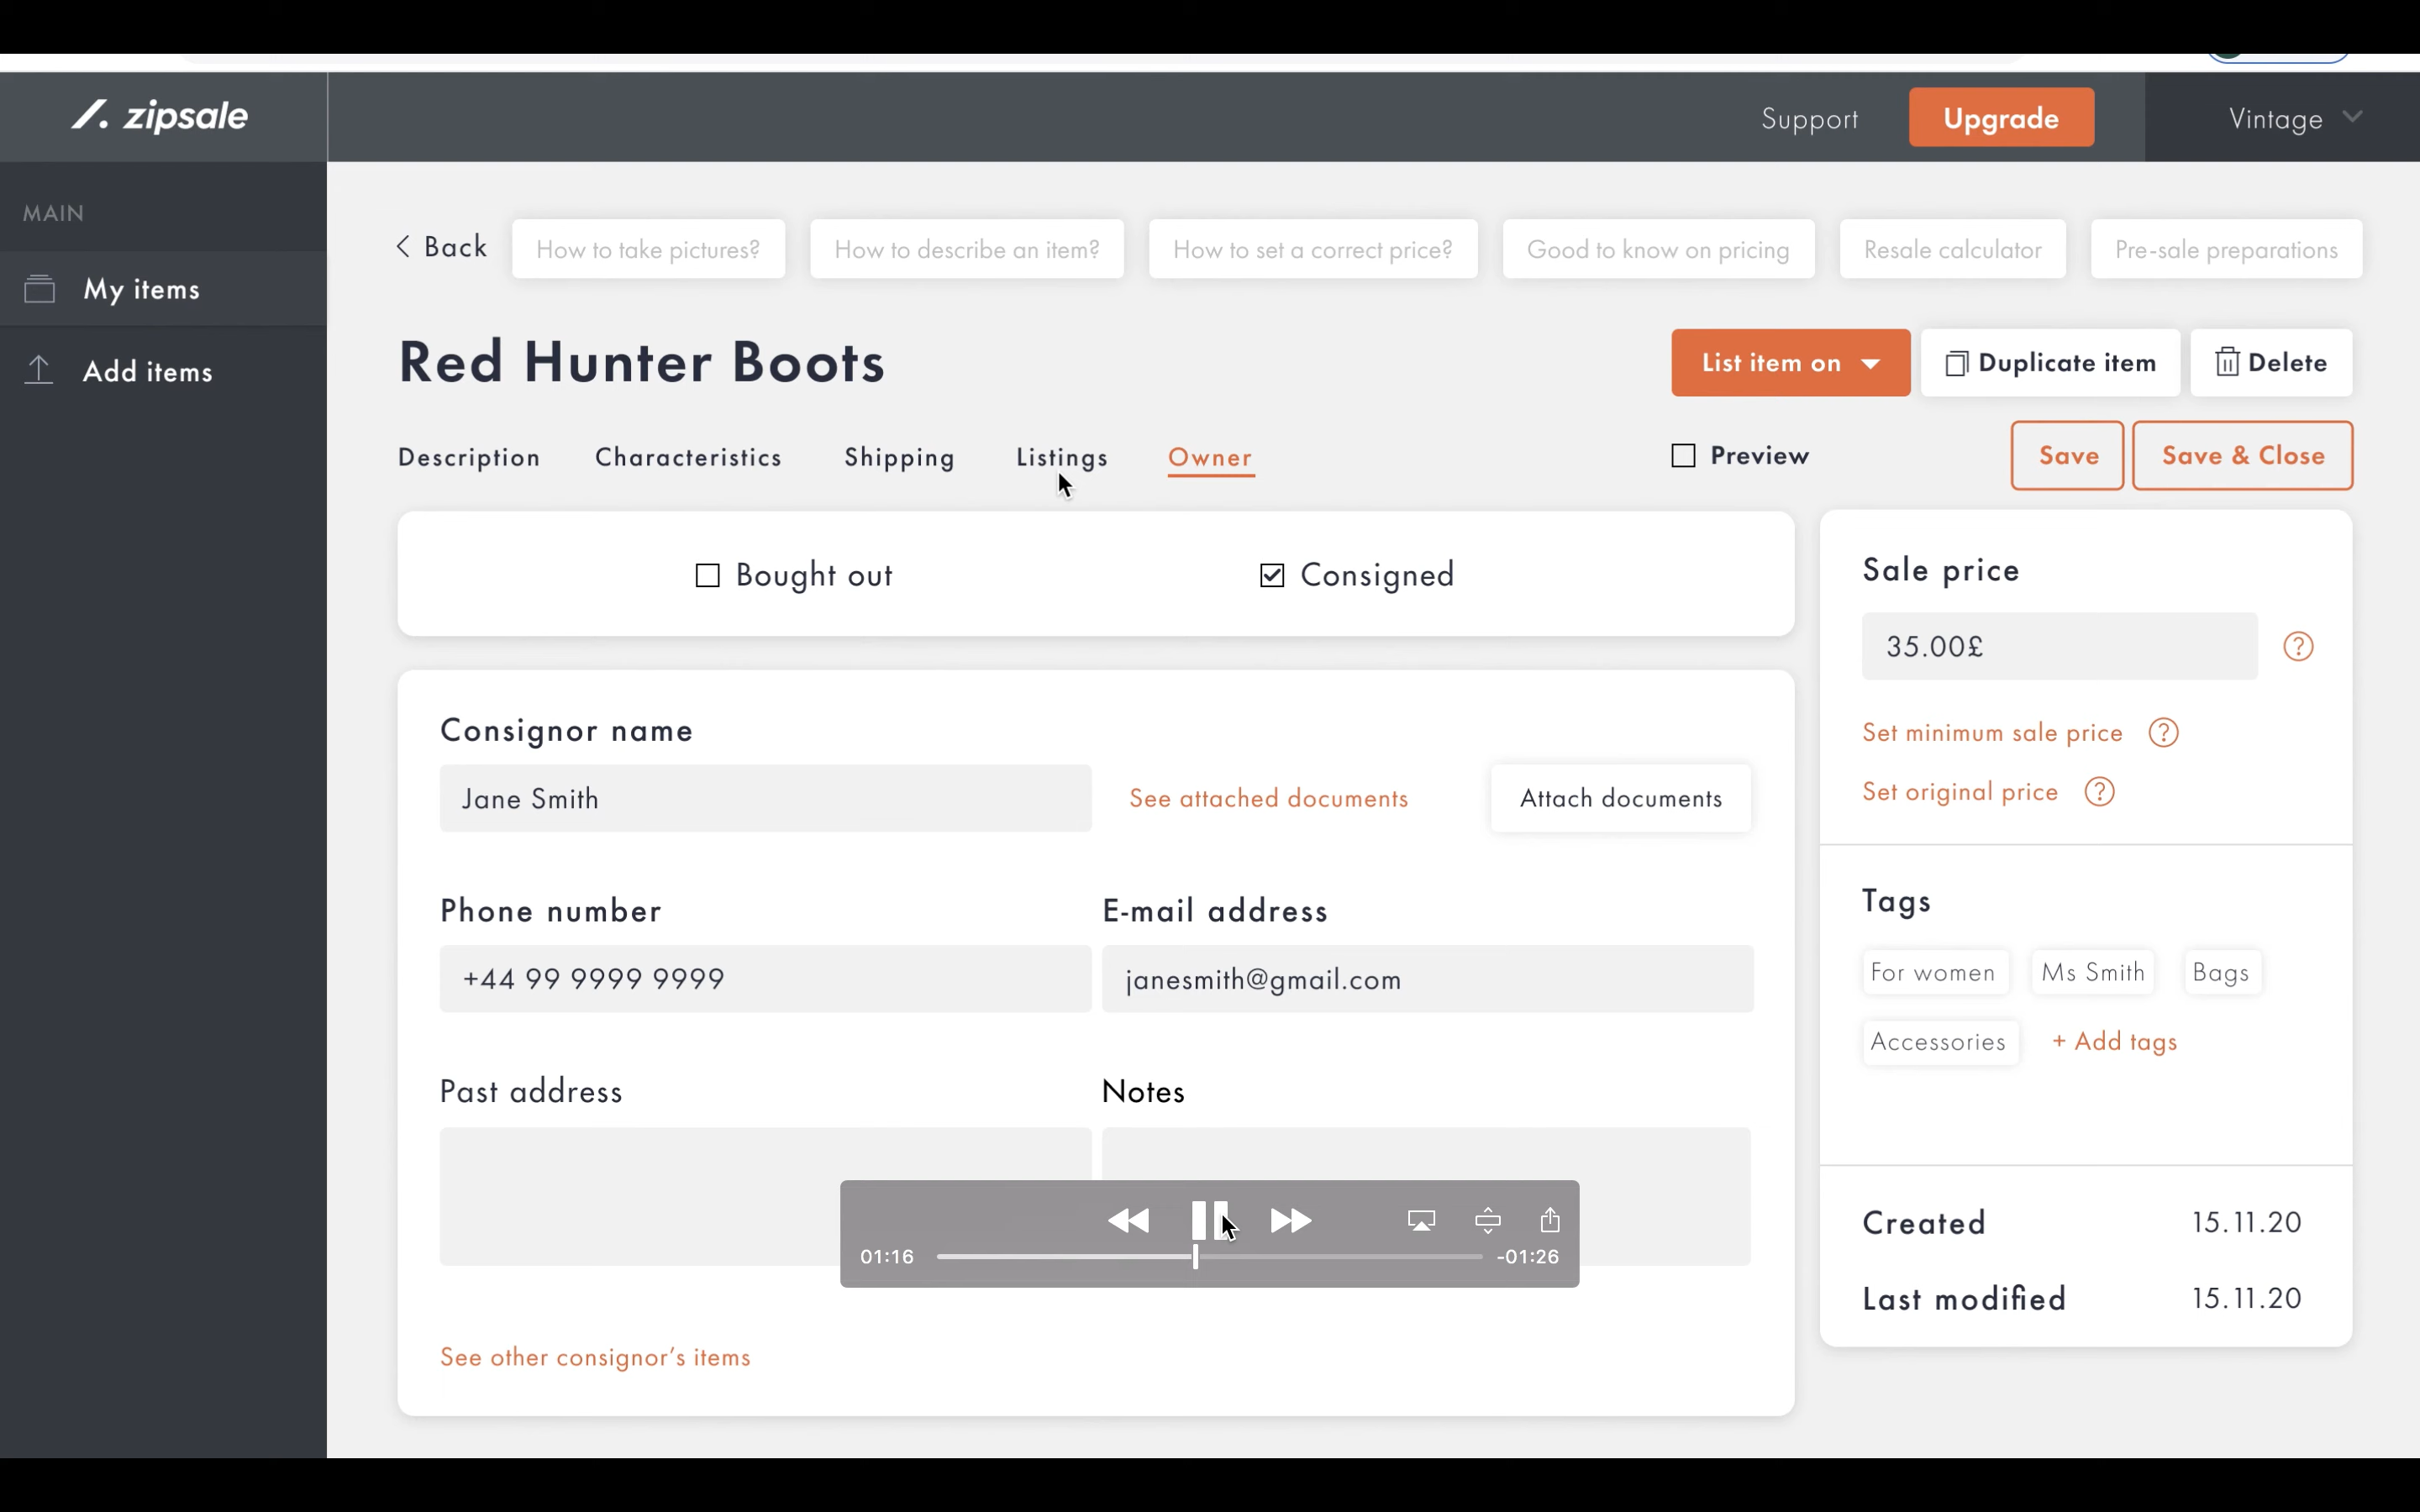 zipsale
Support
Upgrade
Vintage
MAIN
My items
Add items
Back
How to take pictures?
How to describe an item?
How to set a correct price?
Good to know on pricing
Resale calculator
Pre-sale preparations
Red Hunter Boots
List item on
Duplicate item
Delete
Description
Characteristics
Shipping
Listings
Owner
Preview
Save
Save & Close
Bought out
Consigned
Consignor name
Jane Smith
See attached documents
Attach documents
Phone number
E-mail address
+44 99 9999 9999
janesmith@gmail.com
Past address
Notes
01:16
-01:26
See other consignor's items
Sale price
35.00£
?
Set minimum sale price ?
Set original price ?
Tags
For women
Ms Smith
Bags
Accessories
+ Add tags
Created 15.11.20
Last modified 15.11.20